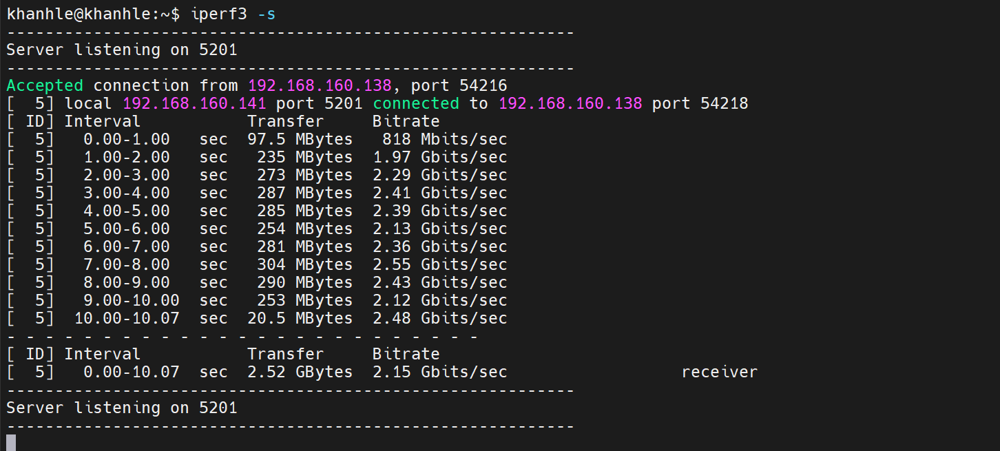 khanhle@khanhle:~$ iperf3 -s
-----------------------------------------------------------
Server listening on 5201
-----------------------------------------------------------
Accepted connection from 192.168.160.138, port 54216
[  5] local 192.168.160.141 port 5201 connected to 192.168.160.138 port 54218
[ ID] Interval           Transfer     Bitrate
[  5]   0.00-1.00   sec  97.5 MBytes   818 Mbits/sec
[  5]   1.00-2.00   sec   235 MBytes  1.97 Gbits/sec
[  5]   2.00-3.00   sec   273 MBytes  2.29 Gbits/sec
[  5]   3.00-4.00   sec   287 MBytes  2.41 Gbits/sec
[  5]   4.00-5.00   sec   285 MBytes  2.39 Gbits/sec
[  5]   5.00-6.00   sec   254 MBytes  2.13 Gbits/sec
[  5]   6.00-7.00   sec   281 MBytes  2.36 Gbits/sec
[  5]   7.00-8.00   sec   304 MBytes  2.55 Gbits/sec
[  5]   8.00-9.00   sec   290 MBytes  2.43 Gbits/sec
[  5]   9.00-10.00  sec   253 MBytes  2.12 Gbits/sec
[  5]  10.00-10.07  sec  20.5 MBytes  2.48 Gbits/sec
- - - - - - - - - - - - - - - - - - - - - - - - -
[ ID] Interval           Transfer     Bitrate
[  5]   0.00-10.07  sec  2.52 GBytes  2.15 Gbits/sec                  receiver
-----------------------------------------------------------
Server listening on 5201
-----------------------------------------------------------